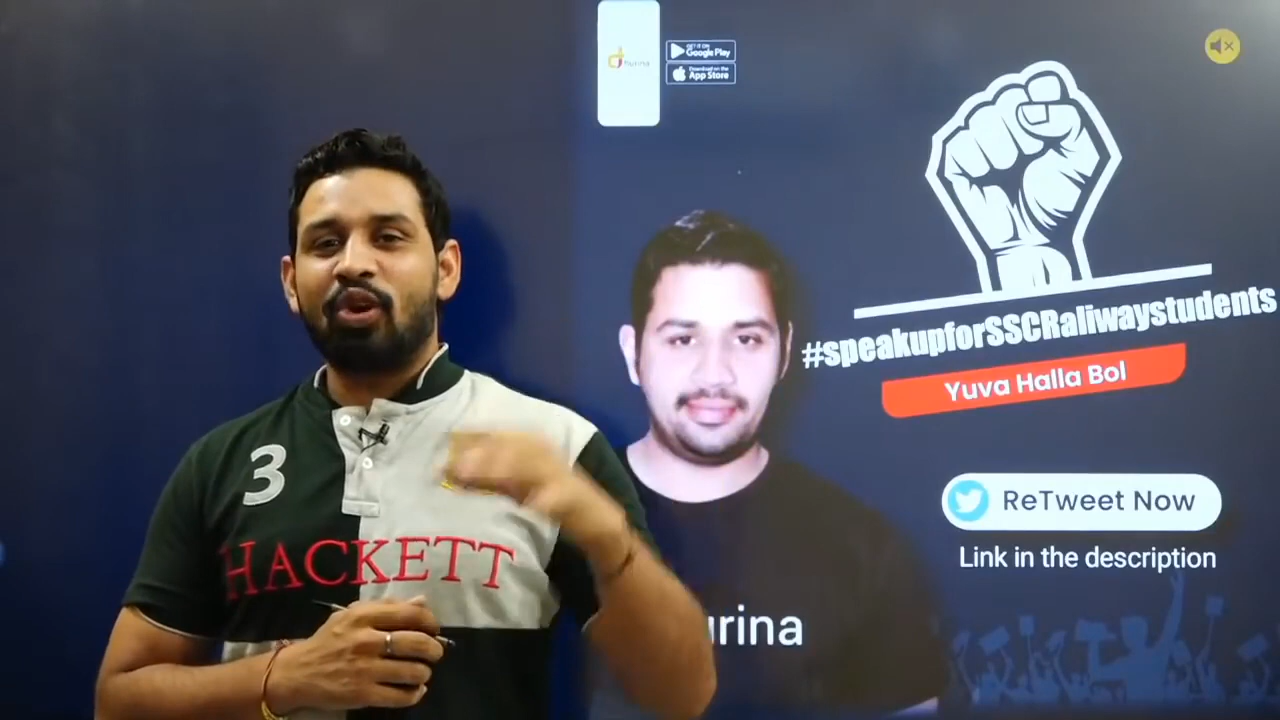 GET IT ON
Google Play
Download on the
App Store
#speakupforSSCRaliwaystudents
Yuva Halla Bol
ReTweet Now
Link in the description
3
HACKETT
urina